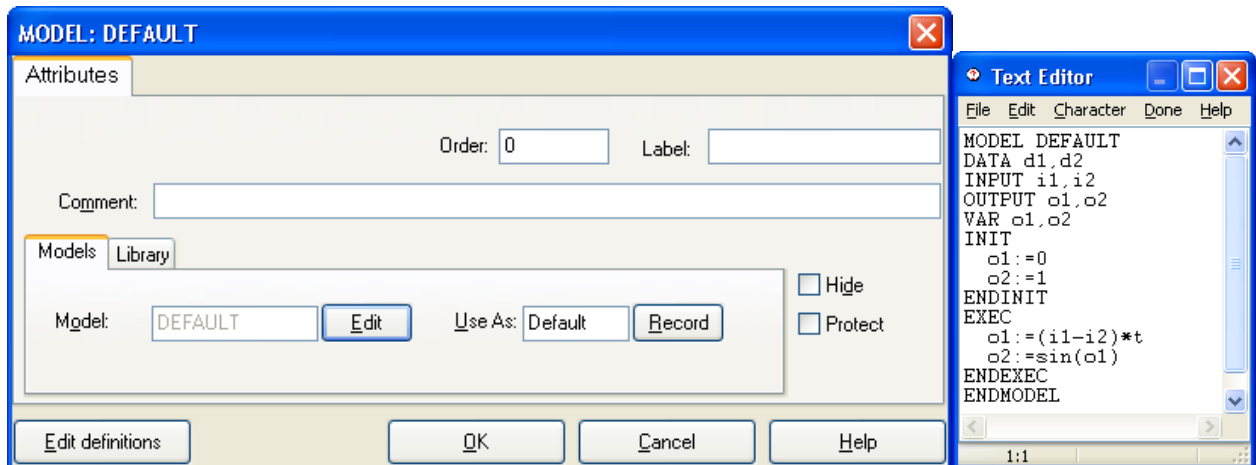 MODEL: DEFAULT
Attributes
Order: 0 Label:
Comment:
Models Library
Model: DEFAULT Edit Use As: Default Record
Hide
Protect
Edit definitions OK Cancel Help
Text Editor
File Edit Character Done Help
MODEL DEFAULT
DATA d1,d2
INPUT i1,i2
OUTPUT o1,o2
VAR o1,o2
INIT
  o1:=0
  o2:=1
ENDINIT
EXEC
  o1:=(i1-i2)*t
  o2:=sin(o1)
ENDEXEC
ENDMODEL
1:1